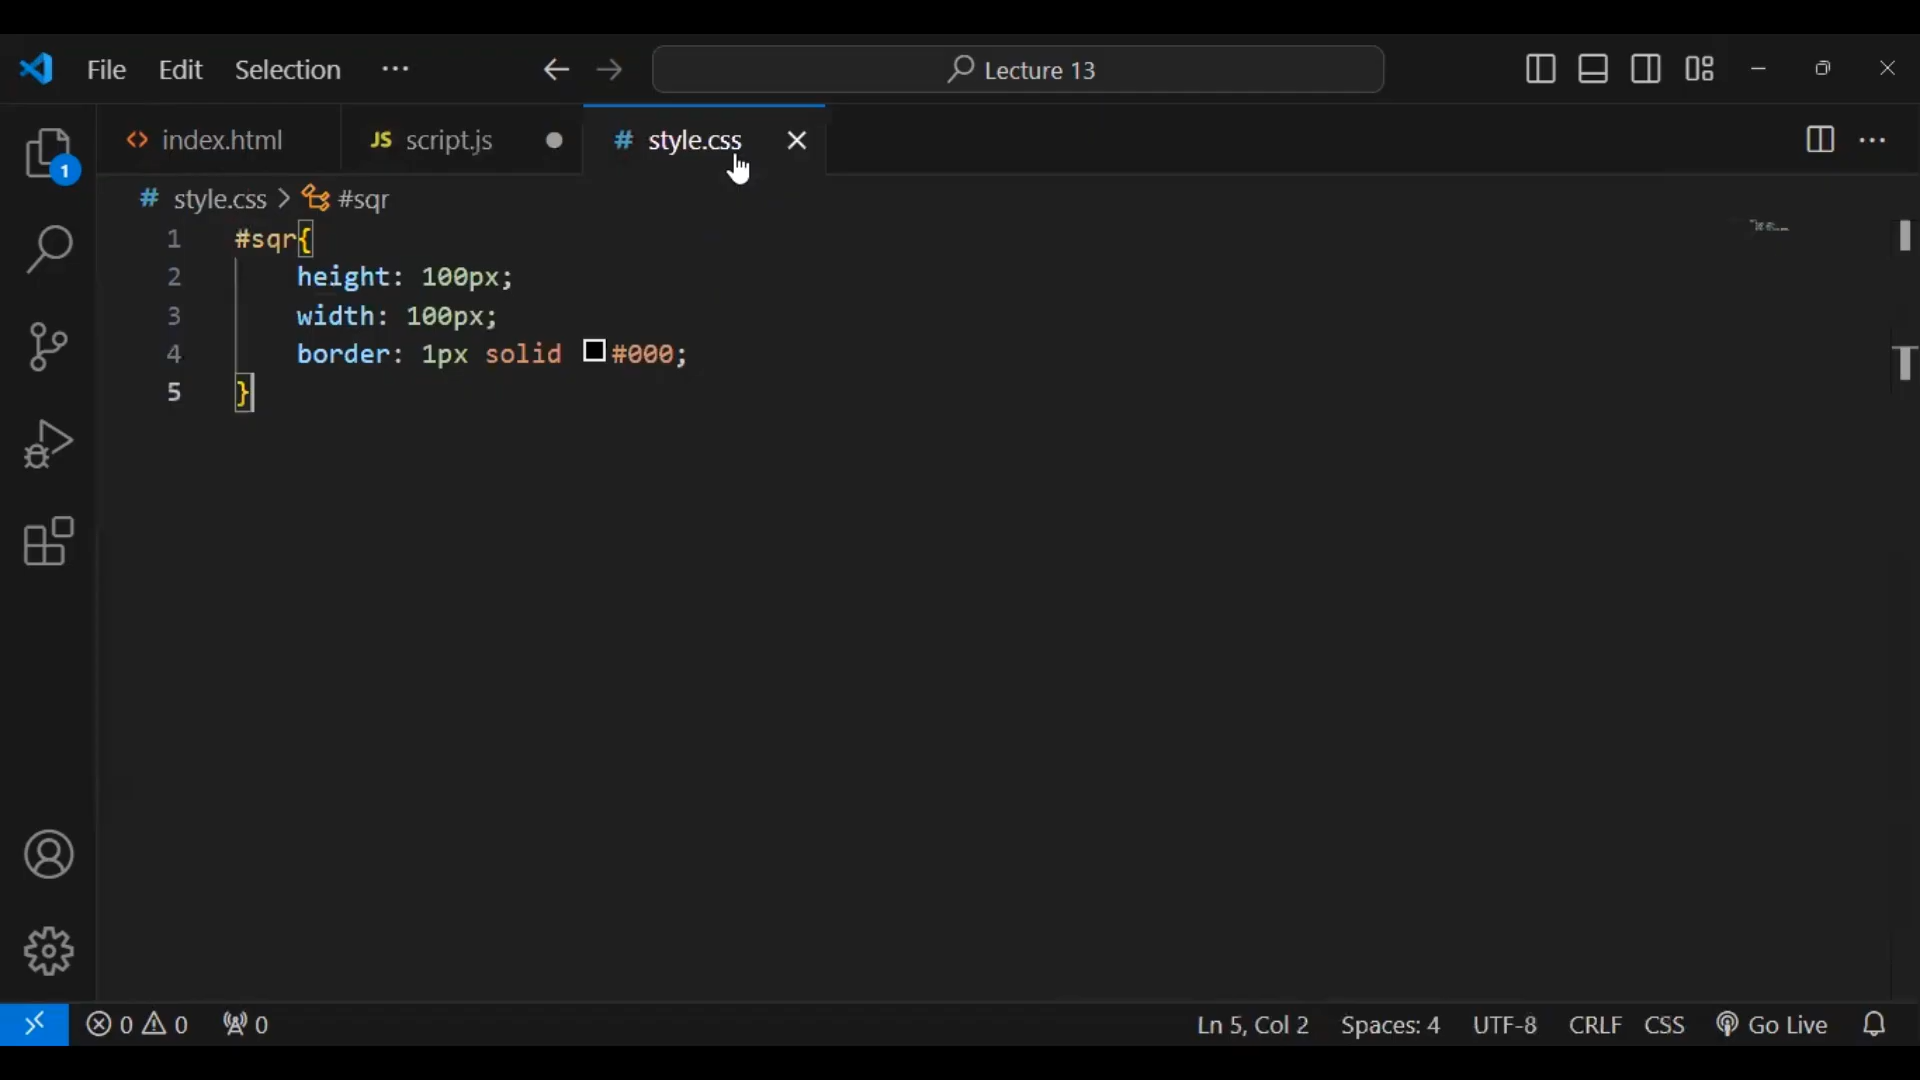 File Edit Selection ··· Lecture 13
index.html JS script.js # style.css
1
# style.css > #sqr
1 #sqr{
2 height: 100px;
3 width: 100px;
4 border: 1px solid #000;
5 }
0 0 0 Ln 5, Col 2 Spaces: 4 UTF-8 CRLF CSS Go Live